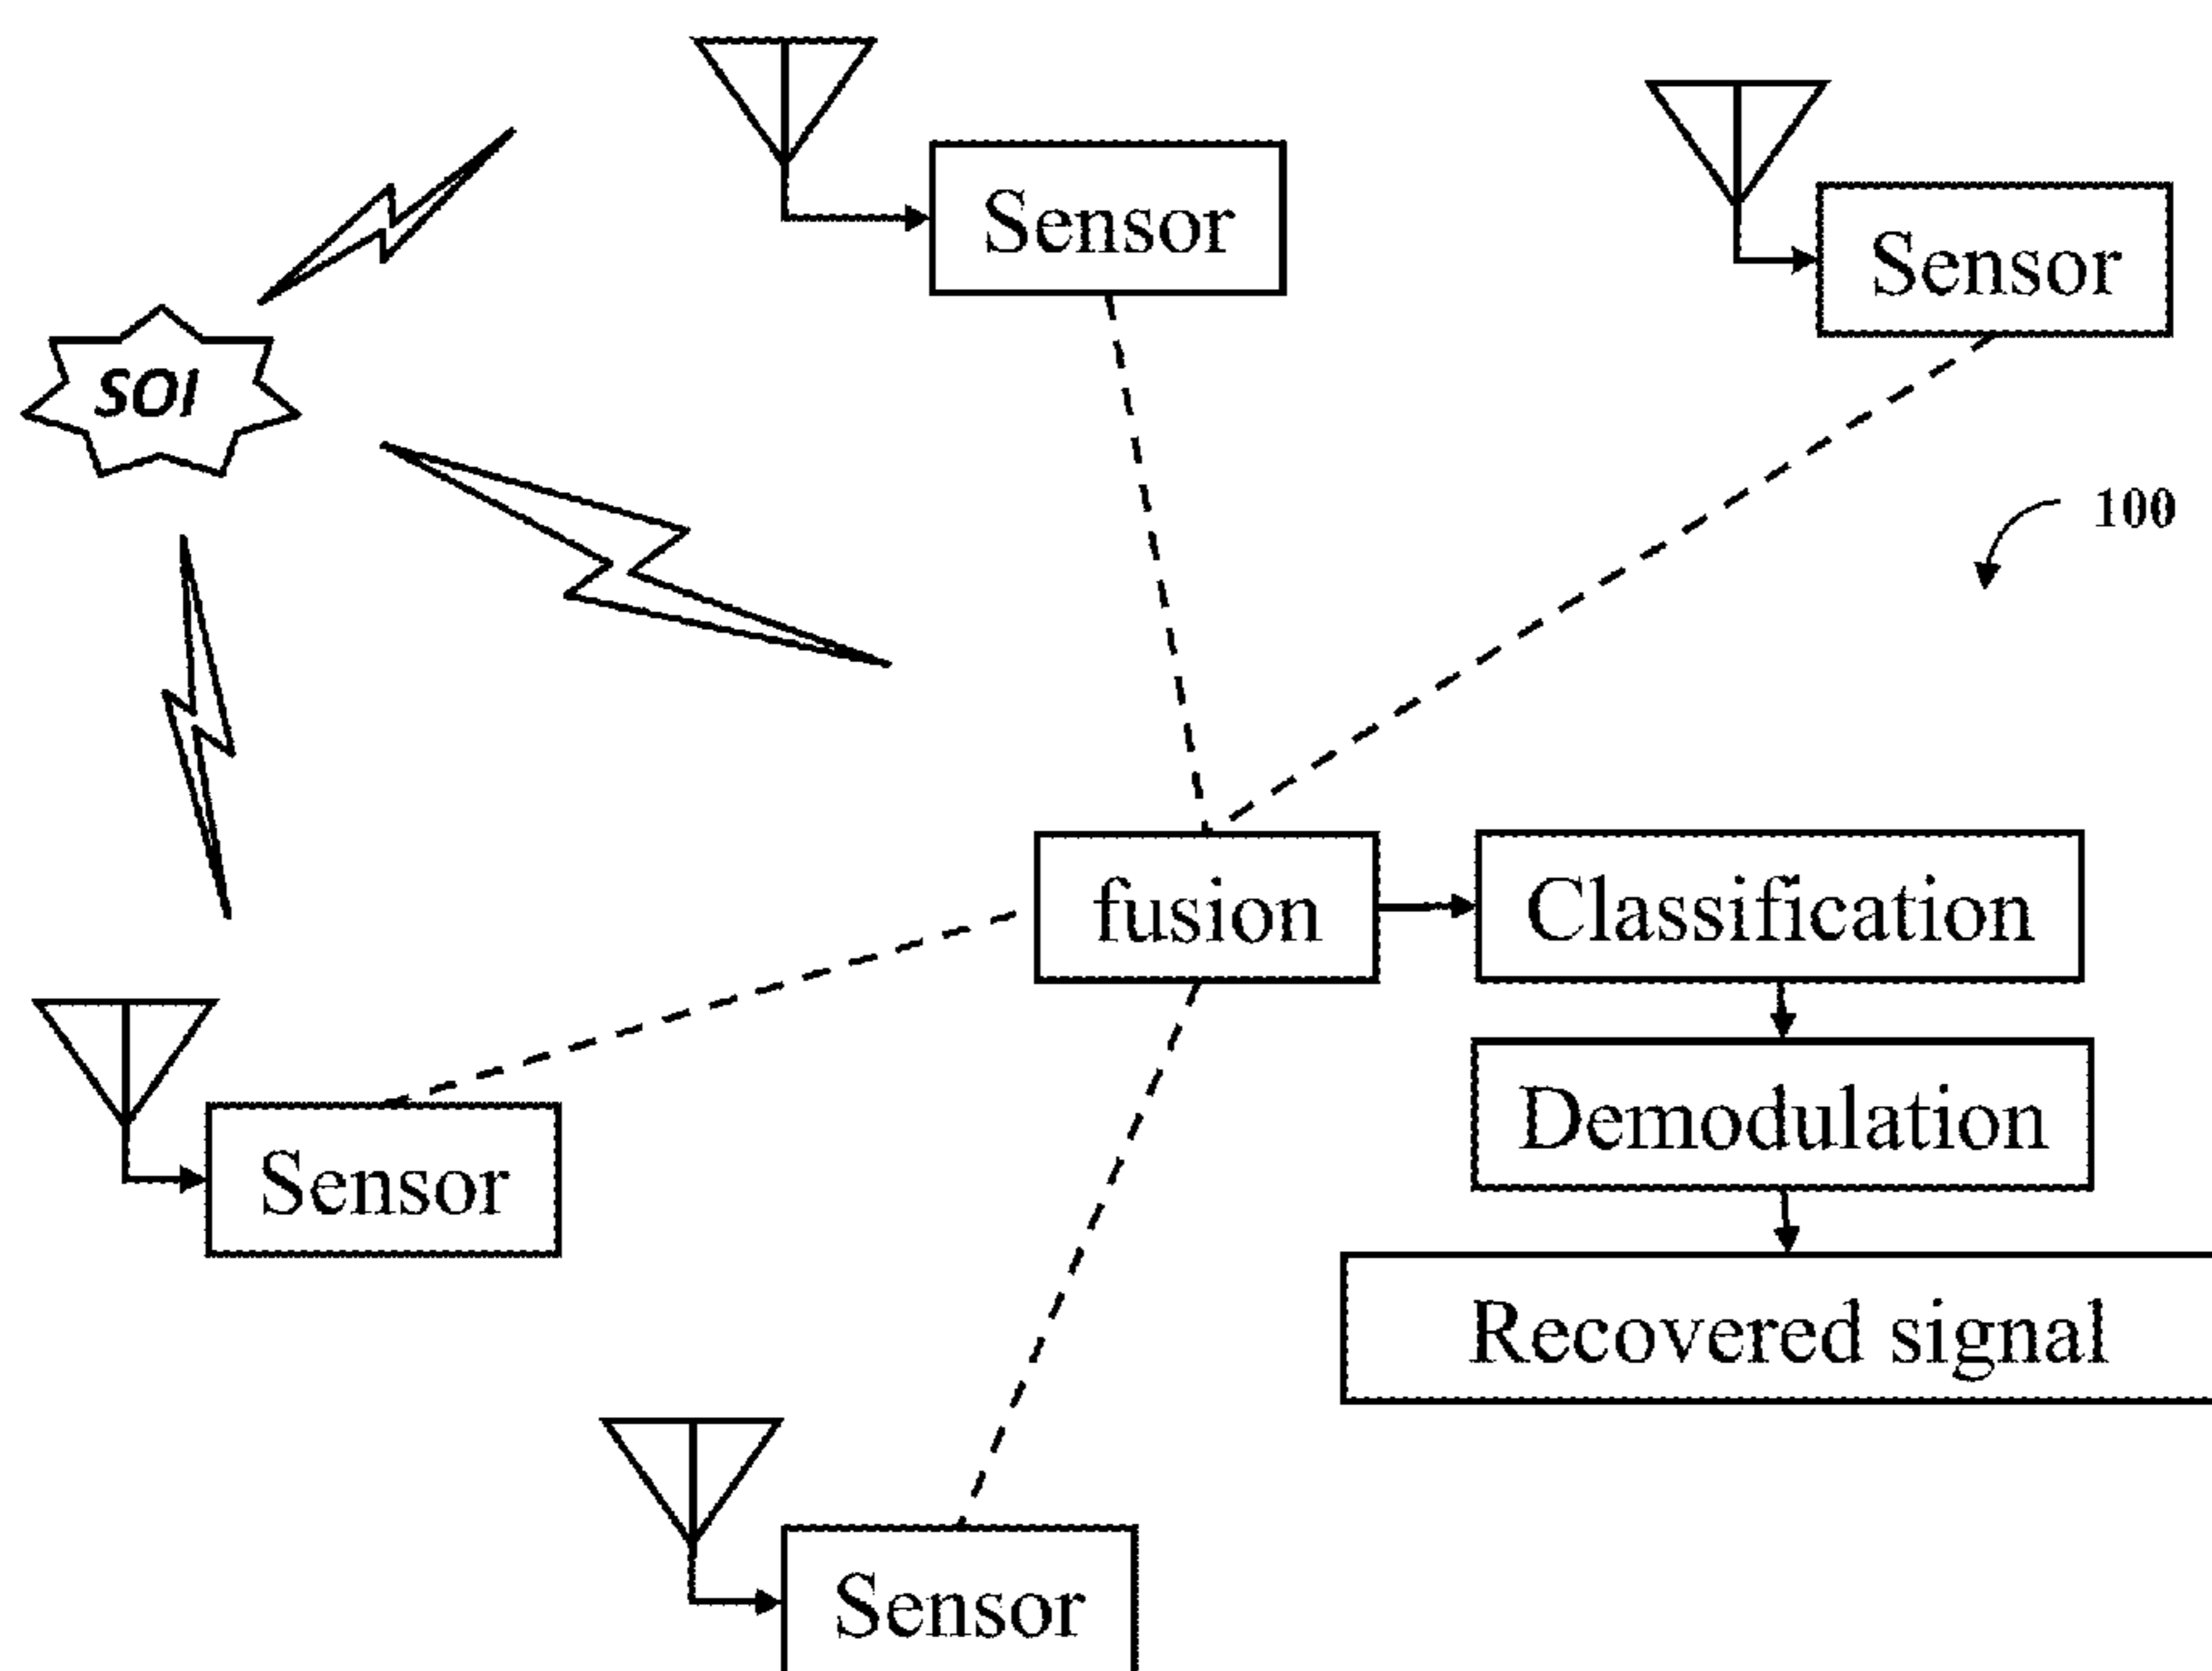 Sensor
Sensor
SOI
100
fusion
Classification
Demodulation
Sensor
Recovered signal
Sensor